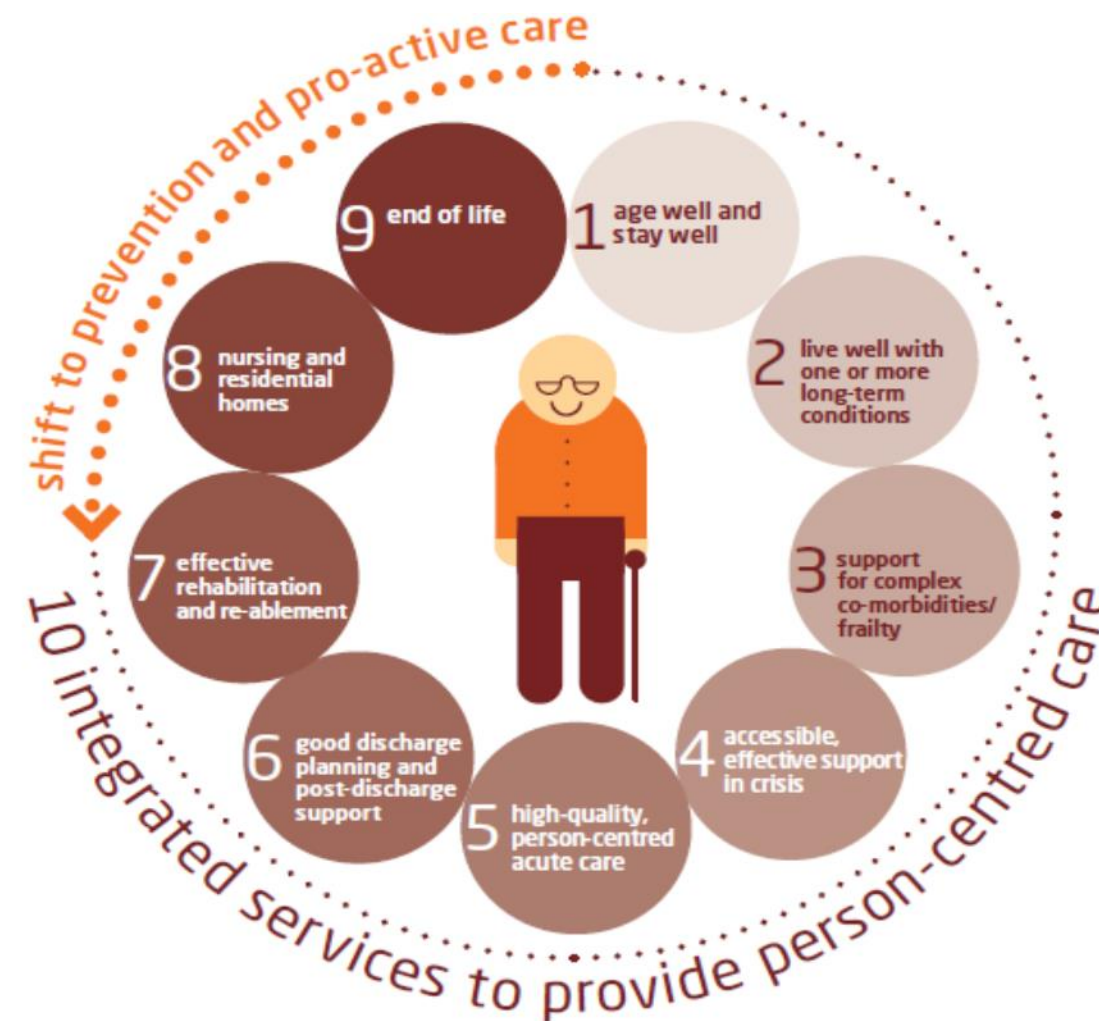 shift to prevention and pro-active care
1 age well and
stay well
2 live well with
one or more
long-term
conditions
3 support
for complex
co-morbidities/
frailty
4 accessible,
effective support
in crisis
5 high-quality,
person-centred
acute care
6 good discharge
planning and
post-discharge
support
7 effective
rehabilitation
and re-ablement
8 nursing and
residential
homes
9 end of life
10 integrated services to provide person-centred care